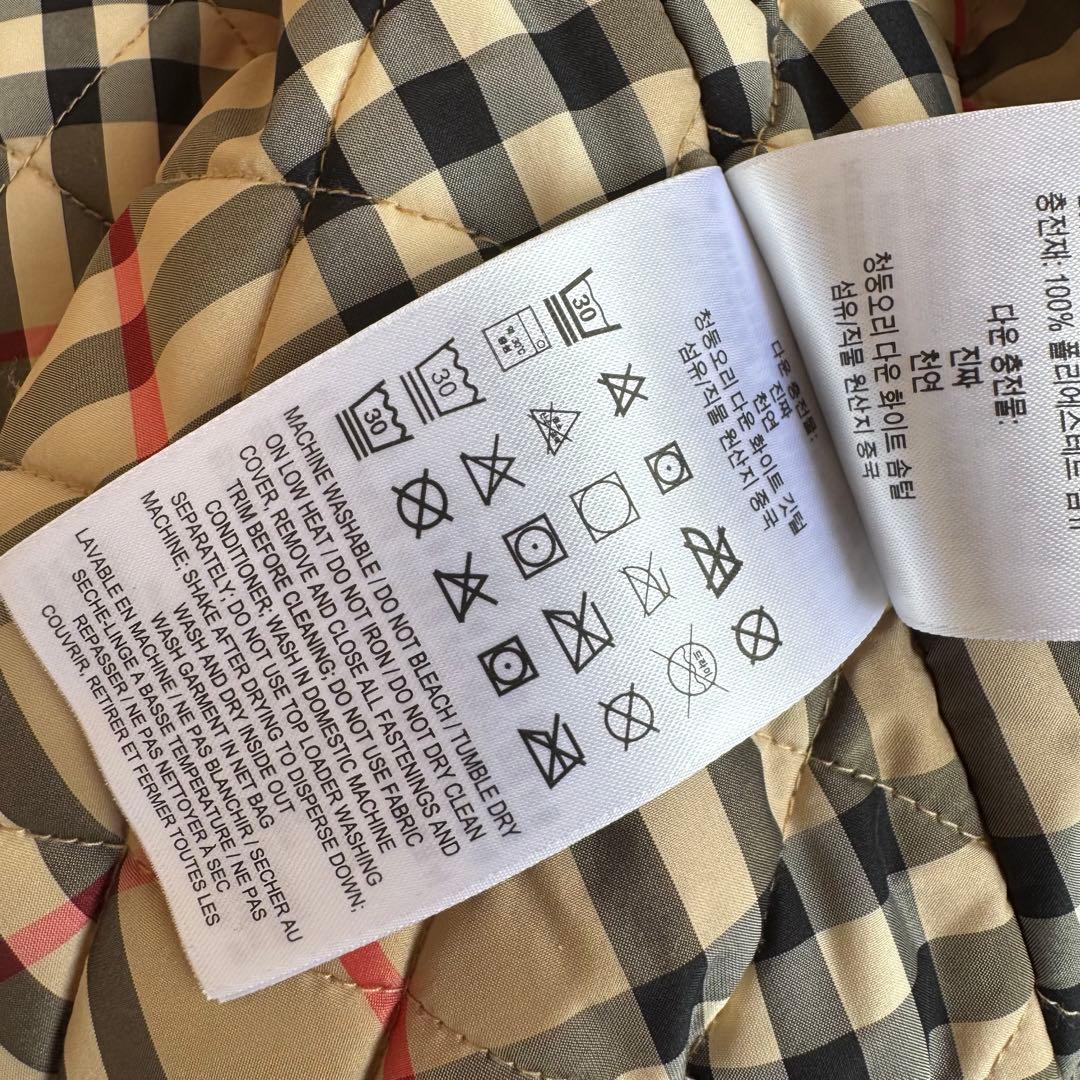 30
30
30
MACHINE WASHABLE / DO NOT BLEACH / TUMBLE DRY
ON LOW HEAT / DO NOT IRON / DO NOT DRY CLEAN
COVER, REMOVE AND CLOSE ALL FASTENINGS AND
TRIM BEFORE CLEANING; DO NOT USE FABRIC
CONDITIONER; WASH IN DOMESTIC MACHINE
SEPARATELY; DO NOT USE TOP LOADER WASHING
MACHINE; SHAKE AFTER DRYING TO DISPERSE DOWN;
WASH AND DRY INSIDE OUT
WASH GARMENT IN NET BAG
LAVABLE EN MACHINE / NE PAS BLANCHIR / SECHER AU
SECHE-LINGE A BASSE TEMPERATURE / NE PAS
REPASSER / NE PAS NETTOYER À SEC
COUVRIR, RETIRER ET FERMER TOUTES LES
드라이
다운 충전물:
진짜
천연
청둥오리 다운 화이트 깃털
섬유/직물 원산지 중국
충전재: 100% 폴리에스테르
다운 충전물:
진짜
천연
청둥오리 다운 화이트 솜털
섬유/직물 원산지 중국